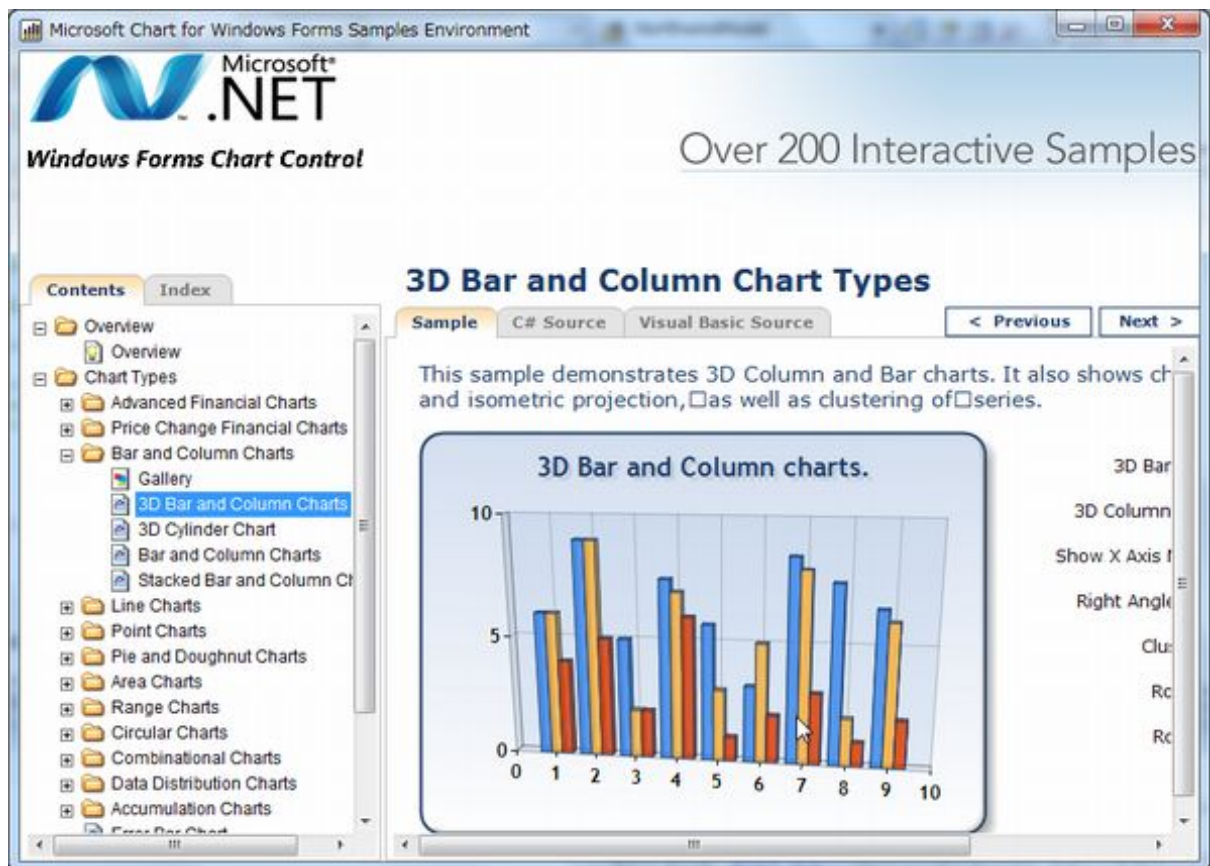 Microsoft Chart for Windows Forms Samples Environment
Microsoft®
.NET
Windows Forms Chart Control
Over 200 Interactive Samples
Contents
Index
Overview
Overview
Chart Types
Advanced Financial Charts
Price Change Financial Charts
Bar and Column Charts
Gallery
3D Bar and Column Charts
3D Cylinder Chart
Bar and Column Charts
Stacked Bar and Column Ch
Line Charts
Point Charts
Pie and Doughnut Charts
Area Charts
Range Charts
Circular Charts
Combinational Charts
Data Distribution Charts
Accumulation Charts
3D Bar and Column Chart Types
Sample
C# Source
Visual Basic Source
< Previous
Next >
This sample demonstrates 3D Column and Bar charts. It also shows ch
and isometric projection,□as well as clustering of□series.
3D Bar and Column charts.
10
5
0
0 1 2 3 4 5 6 7 8 9 10
3D Bar
3D Column
Show X Axis
Right Angle
Clus
Ro
Ro